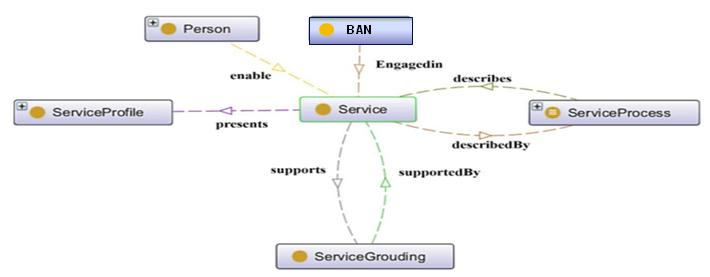 Person
BAN
enable
Engagedin
describes
ServiceProfile
Service
ServiceProcess
presents
describedBy
supports
supportedBy
ServiceGrouding